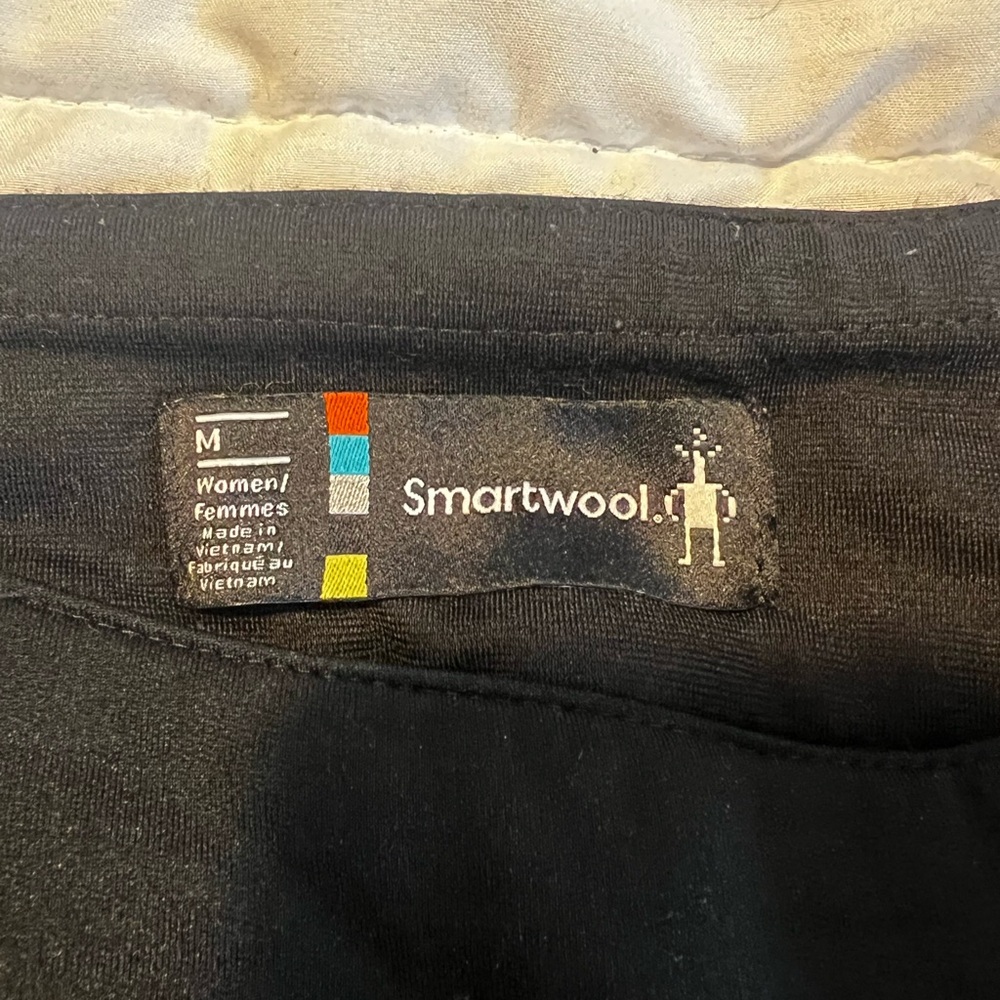 M
Women/
Femmes
Made in
Vietnam/
Fabriqué au
Vietnam
Smartwool.